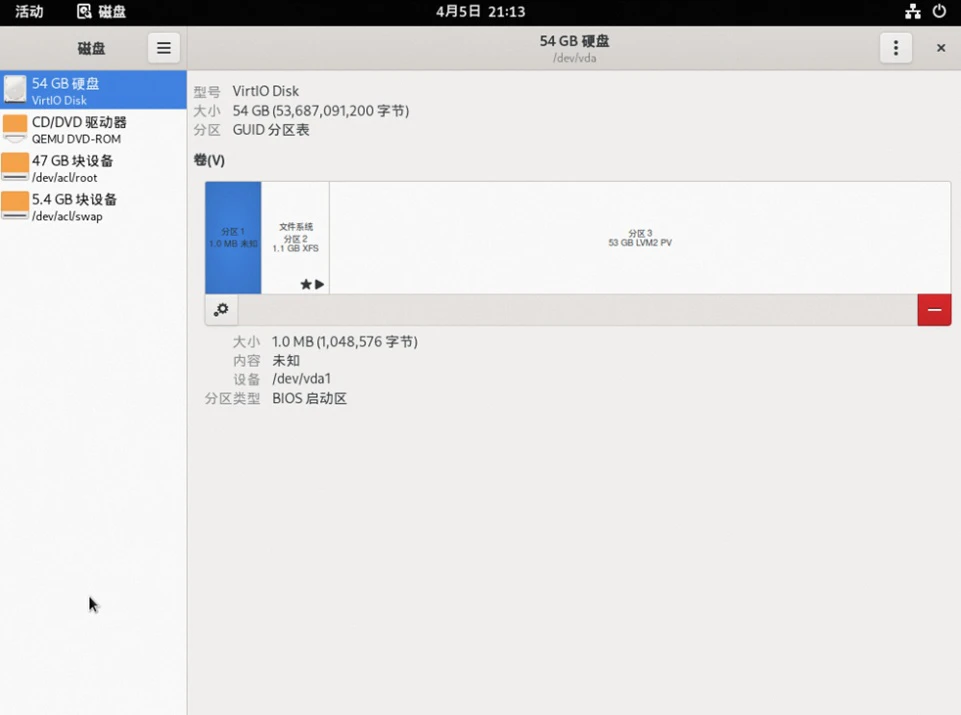 活动 磁盘 4月5日 21:13
磁盘
54 GB 硬盘
/dev/vda
54 GB 硬盘
VirtIO Disk
CD/DVD 驱动器
QEMU DVD-ROM
47 GB 块设备
/dev/acl/root
5.4 GB 块设备
/dev/acl/swap
型号 VirtIO Disk
大小 54 GB (53,687,091,200 字节)
分区 GUID 分区表
卷(V)
分区 1
1.0 MB 未知
文件系统
分区 2
1.1 GB XFS
分区 3
53 GB LVM2 PV
大小 1.0 MB (1,048,576 字节)
内容 未知
设备 /dev/vda1
分区类型 BIOS 启动区